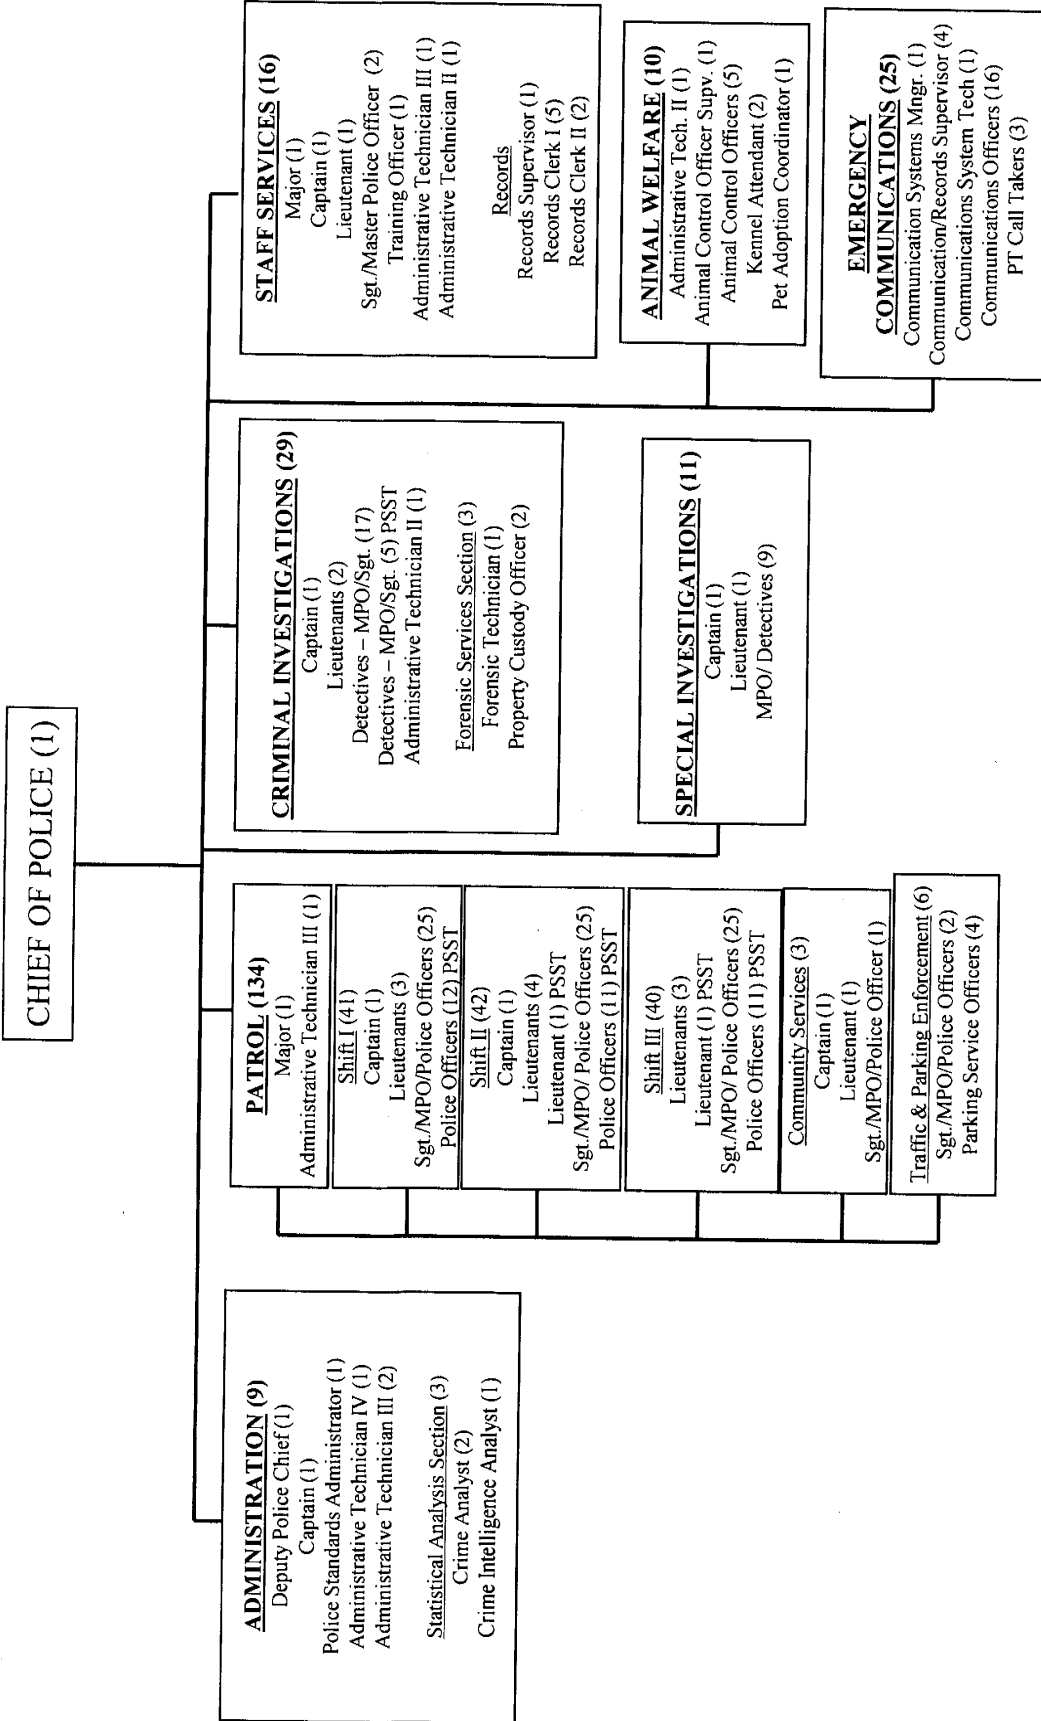 CHIEF OF POLICE (1)
ADMINISTRATION (9)
Deputy Police Chief (1)
Captain (1)
Police Standards Administrator (1)
Administrative Technician IV (1)
Administrative Technician III (2)
Statistical Analysis Section (3)
Crime Analyst (2)
Crime Intelligence Analyst (1)
PATROL (134)
Major (1)
Administrative Technician III (1)
Shift I (41)
Captain (1)
Lieutenants (3)
Sgt./MPO/Police Officers (25)
Police Officers (12) PSST
Shift II (42)
Captain (1)
Lieutenants (4)
Lieutenant (1) PSST
Sgt./MPO/ Police Officers (25)
Police Officers (11) PSST
Shift III (40)
Lieutenants (3)
Lieutenant (1) PSST
Sgt./MPO/ Police Officers (25)
Police Officers (11) PSST
Community Services (3)
Captain (1)
Lieutenant (1)
Sgt./MPO/Police Officer (1)
Traffic & Parking Enforcement (6)
Sgt./MPO/Police Officers (2)
Parking Service Officers (4)
CRIMINAL INVESTIGATIONS (29)
Captain (1)
Lieutenants (2)
Detectives – MPO/Sgt. (17)
Detectives – MPO/Sgt. (5) PSST
Administrative Technician II (1)
Forensic Services Section (3)
Forensic Technician (1)
Property Custody Officer (2)
SPECIAL INVESTIGATIONS (11)
Captain (1)
Lieutenant (1)
MPO/ Detectives (9)
STAFF SERVICES (16)
Major (1)
Captain (1)
Lieutenant (1)
Sgt./Master Police Officer (2)
Training Officer (1)
Administrative Technician III (1)
Administrative Technician II (1)
Records
Records Supervisor (1)
Records Clerk I (5)
Records Clerk II (2)
ANIMAL WELFARE (10)
Administrative Tech. II (1)
Animal Control Officer Supv. (1)
Animal Control Officers (5)
Kennel Attendant (2)
Pet Adoption Coordinator (1)
EMERGENCY
COMMUNICATIONS (25)
Communication Systems Mngr. (1)
Communication/Records Supervisor (4)
Communications System Tech (1)
Communications Officers (16)
PT Call Takers (3)